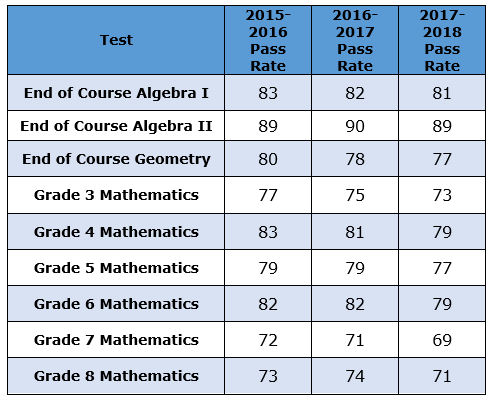 Test 2015-2016 Pass Rate 2016-2017 Pass Rate 2017-2018 Pass Rate
End of Course Algebra I 83 82 81
End of Course Algebra II 89 90 89
End of Course Geometry 80 78 77
Grade 3 Mathematics 77 75 73
Grade 4 Mathematics 83 81 79
Grade 5 Mathematics 79 79 77
Grade 6 Mathematics 82 82 79
Grade 7 Mathematics 72 71 69
Grade 8 Mathematics 73 74 71